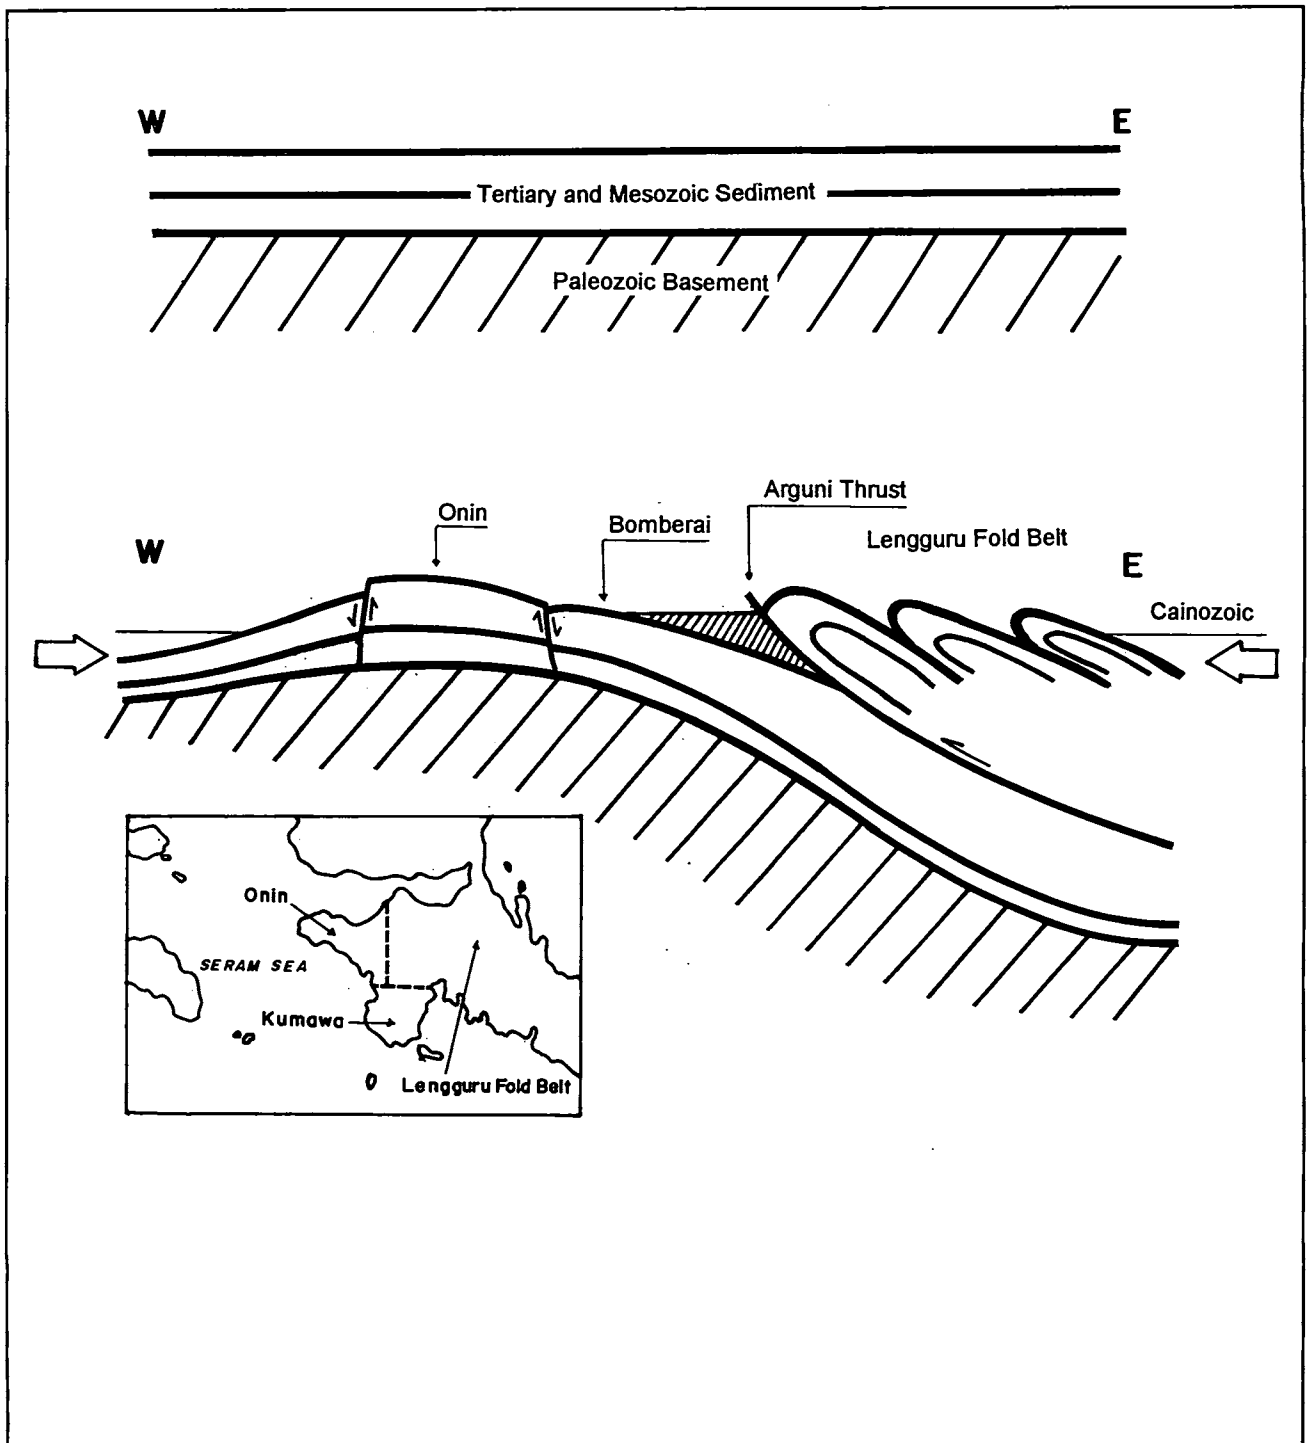 W
E
Tertiary and Mesozoic Sediment
Paleozoic Basement
Arguni Thrust
Onin
Bomberai
Lengguru Fold Belt
W
E
Cainozoic
Onin
SERAM SEA
Kumawa
Lengguru Fold Belt